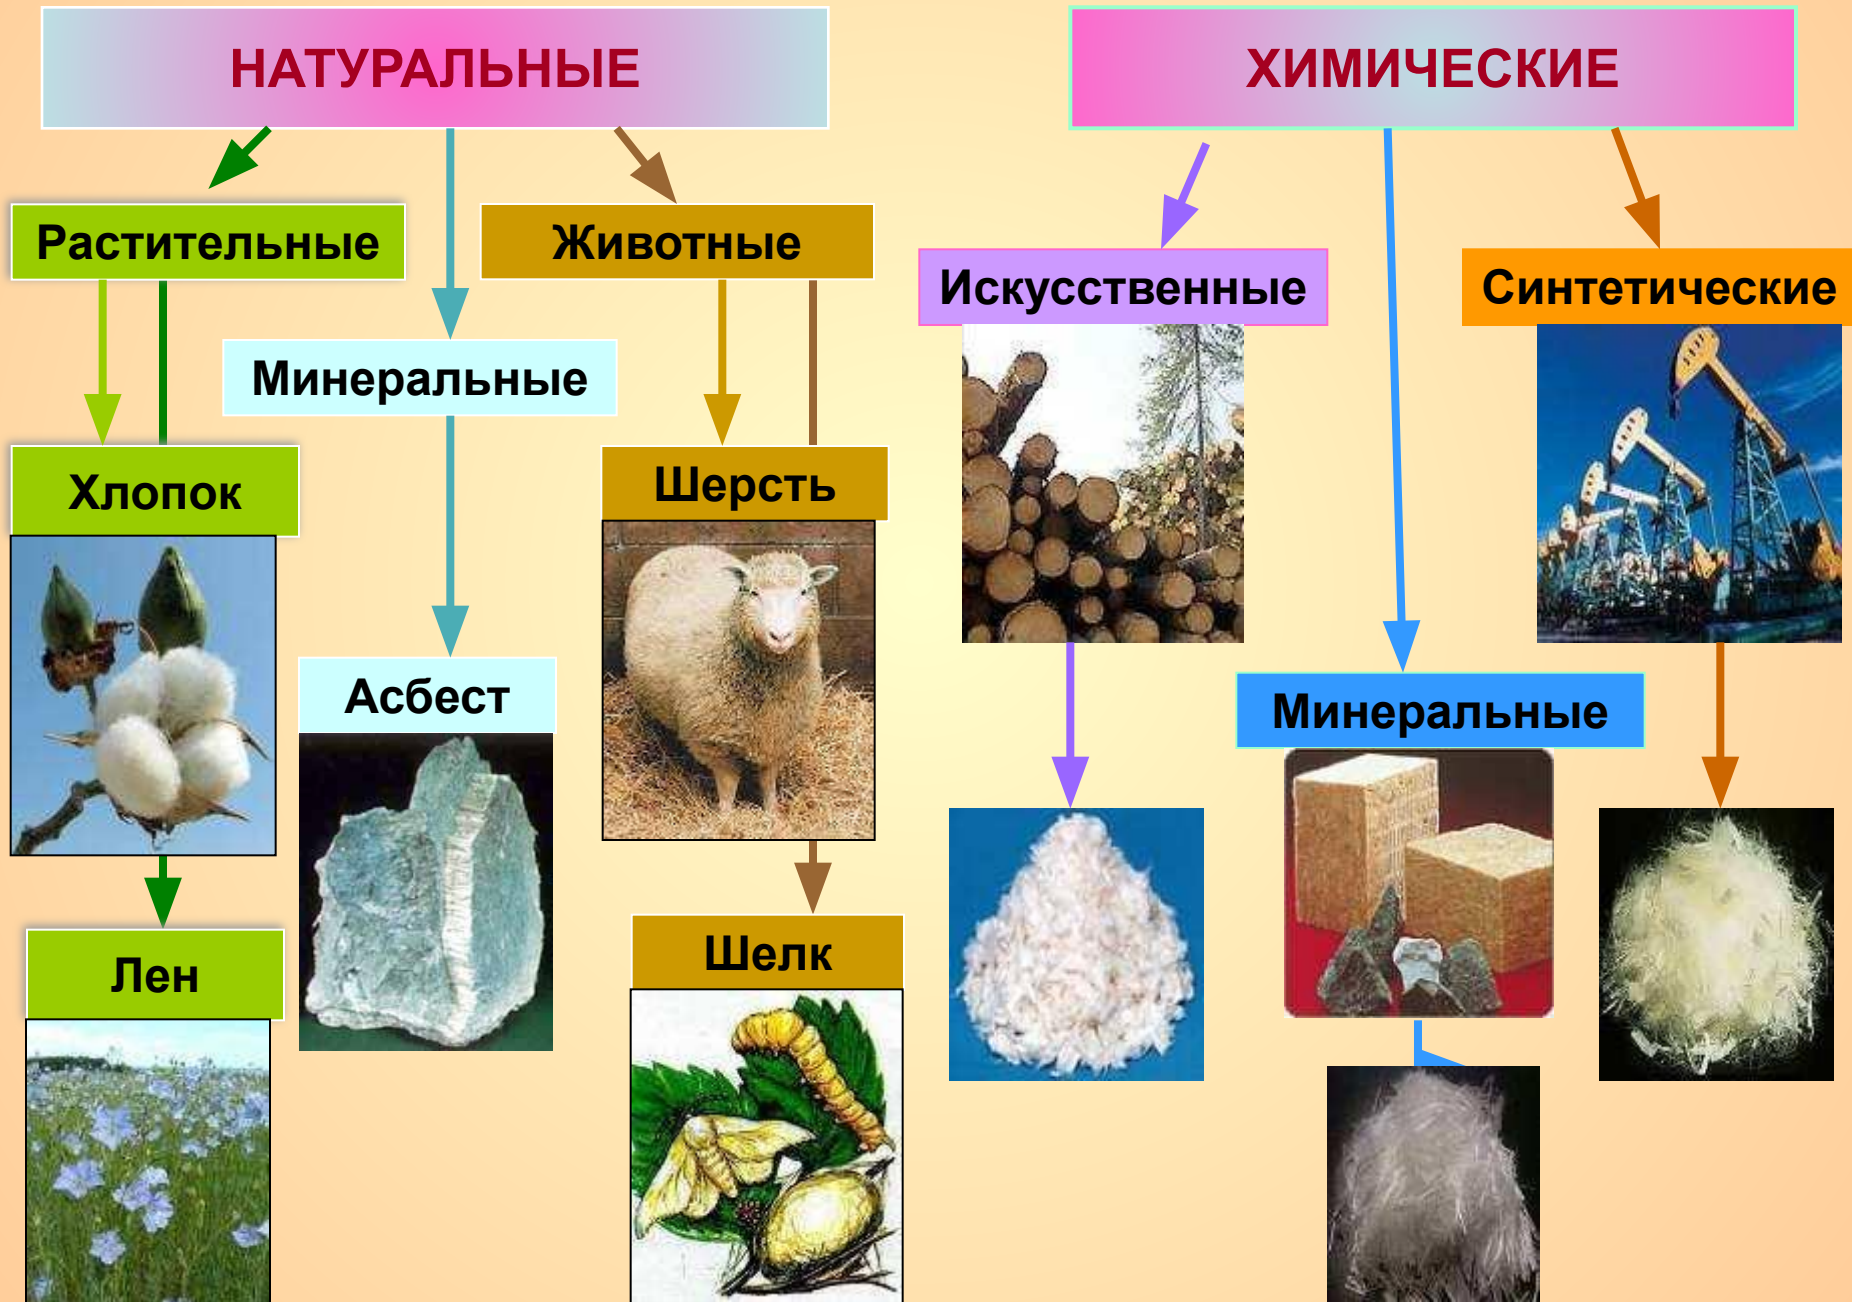 НАТУРАЛЬНЫЕ
ХИМИЧЕСКИЕ
Растительные
Животные
Искусственные
Синтетические
Минеральные
Хлопок
Шерсть
Асбест
Минеральные
Лен
Шелк